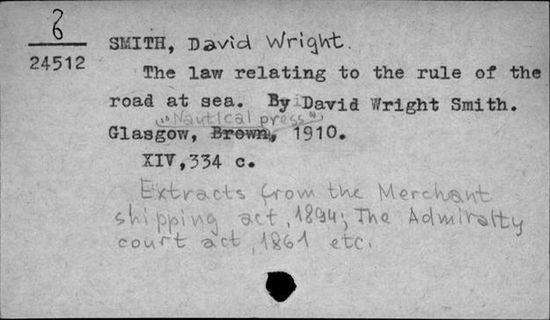 6
24512
SMITH, David Wright.
The law relating to the rule of the
road at sea. By David Wright Smith.
"Nautical press"
Glasgow, Brown, 1910.
XIV,334 c.
Extracts from the Merchant
shipping act, 1894; The Admiralty
court act, 1861 etc.